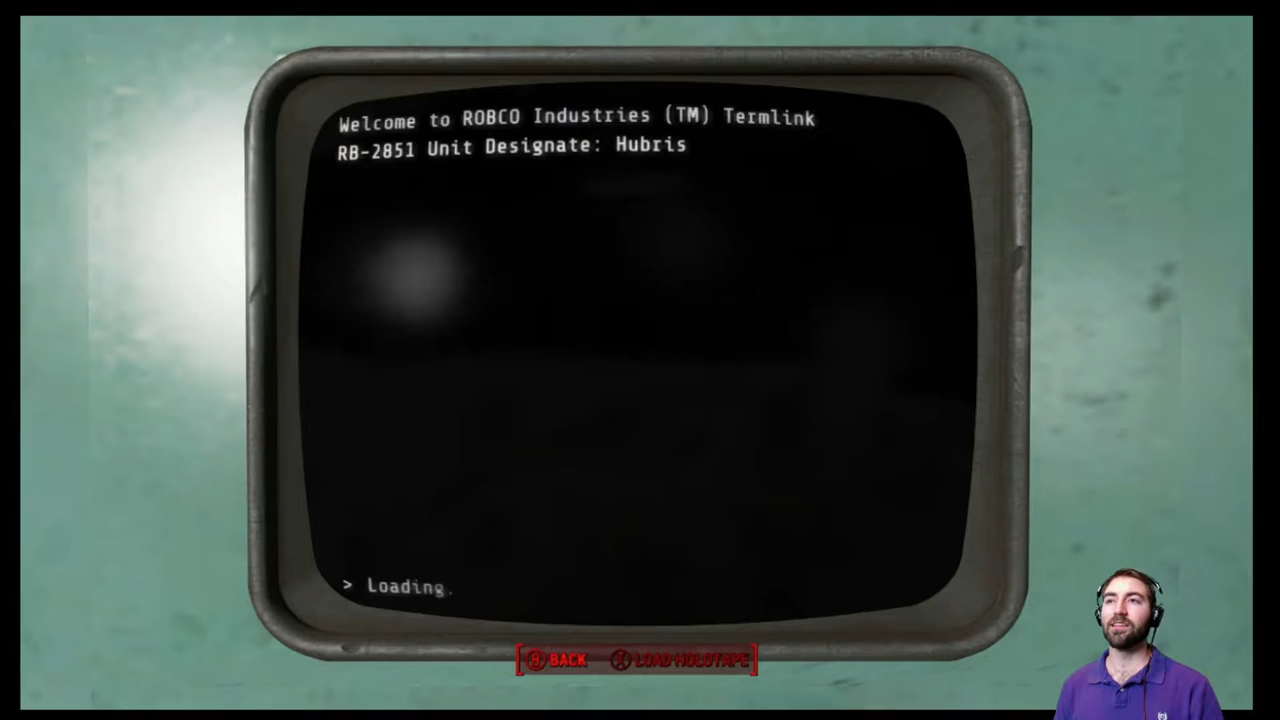 Welcome to ROBCO Industries (TM) Termlink
RB-2851 Unit Designate: Hubris
> Loading.
BACK
LOAD HOLOTAPE